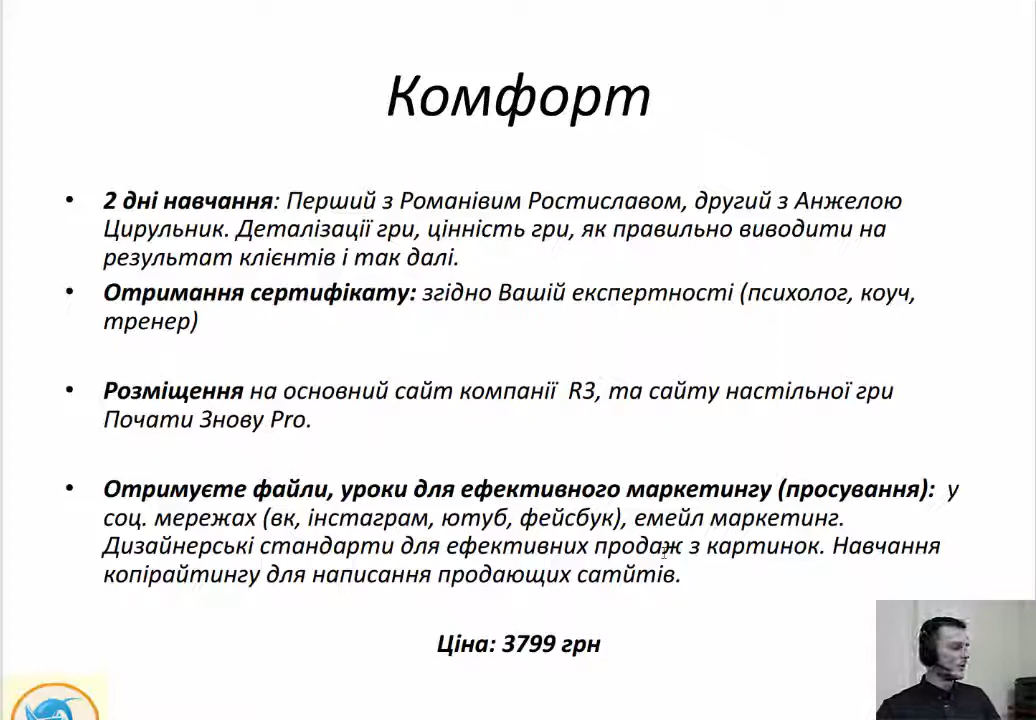 Комфорт
• 2 дні навчання: Перший з Романівим Ростиславом, другий з Анжелою
Цирульник. Деталізації гри, цінність гри, як правильно виводити на
результат клієнтів і так далі.
• Отримання сертифікату: згідно Вашій експертності (психолог, коуч,
тренер)
• Розміщення на основний сайт компанії R3, та сайту настільної гри
Почати Знову Pro.
• Отримуєте файли, уроки для ефективного маркетингу (просування): у
соц. мережах (вк, інстаграм, ютуб, фейсбук), емейл маркетинг.
Дизайнерські стандарти для ефективних продаж з картинок. Навчання
копірайтингу для написання продающих сатйтів.
Ціна: 3799 грн